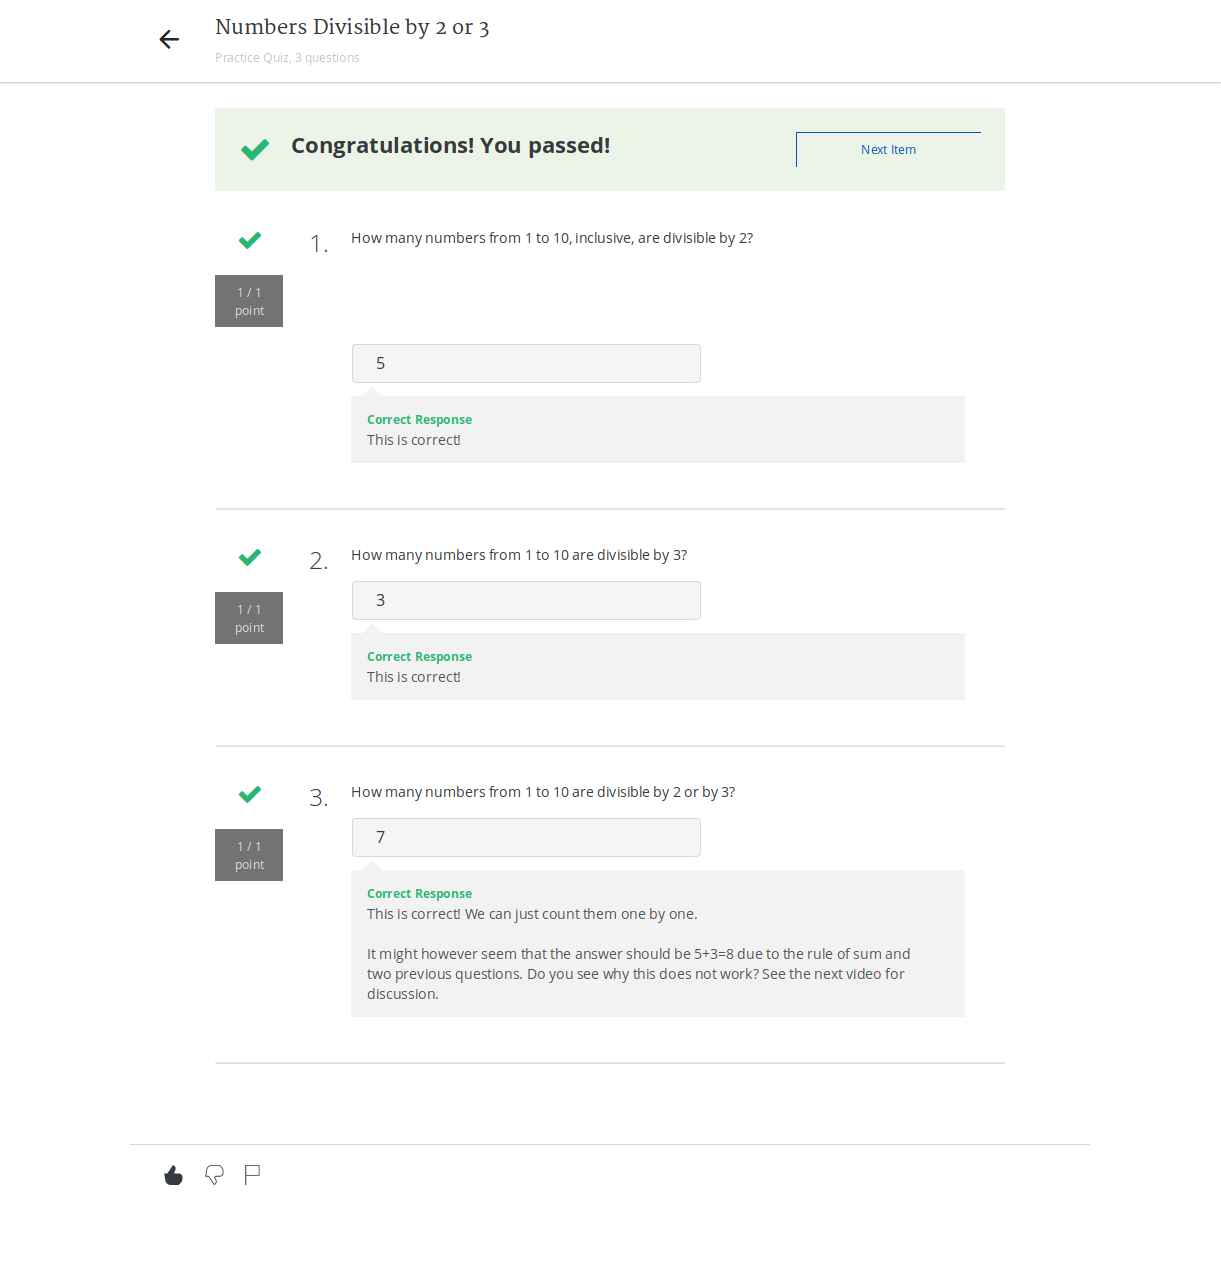 Numbers Divisible by 2 or 3
Practice Quiz, 3 questions
Congratulations! You passed!
Next Item
1.
How many numbers from 1 to 10, inclusive, are divisible by 2?
1 / 1
point
5
Correct Response
This is correct!
2.
How many numbers from 1 to 10 are divisible by 3?
1 / 1
point
3
Correct Response
This is correct!
3.
How many numbers from 1 to 10 are divisible by 2 or by 3?
1 / 1
point
7
Correct Response
This is correct! We can just count them one by one.
It might however seem that the answer should be 5+3=8 due to the rule of sum and
two previous questions. Do you see why this does not work? See the next video for
discussion.